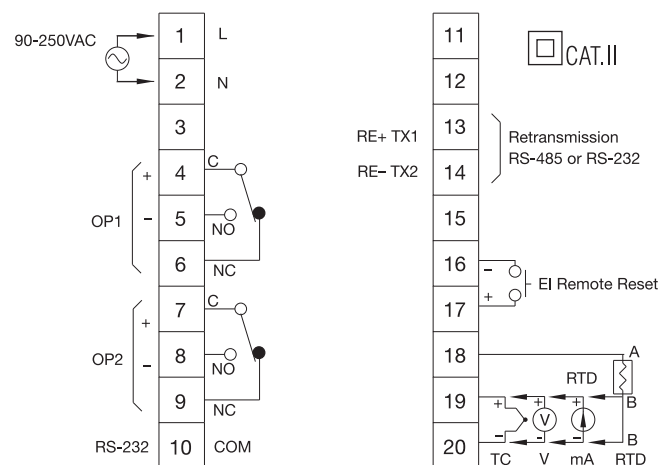 90-250VAC
1 L
2 N
3
4 C
+
5 NO
−
OP1
6 NC
7 C
+
8 NO
−
OP2
9 NC
RS-232 10 COM
11
CAT.II
12
RE+ TX1 13
Retransmission
RS-485 or RS-232
RE− TX2 14
15
16 -
EI Remote Reset
17 +
18 A
RTD
19 + + + B
V
20 − - − B
TC V mA RTD